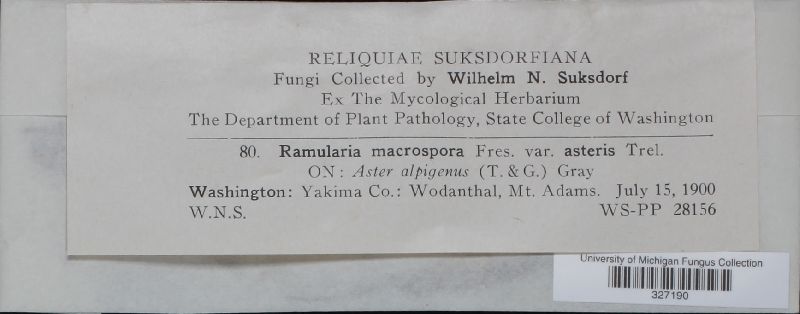 RELIQUIAE SUKSDORFIANA
Fungi Collected by Wilhelm N. Suksdorf
Ex The Mycological Herbarium
The Department of Plant Pathology, State College of Washington
80. Ramularia macrospora Fres. var. asteris Trel.
ON: Aster alpigenus (T. & G.) Gray
Washington: Yakima Co.: Wodanthal, Mt. Adams. July 15, 1900
W.N.S. WS-PP 28156
University of Michigan Fungus Collection
327190